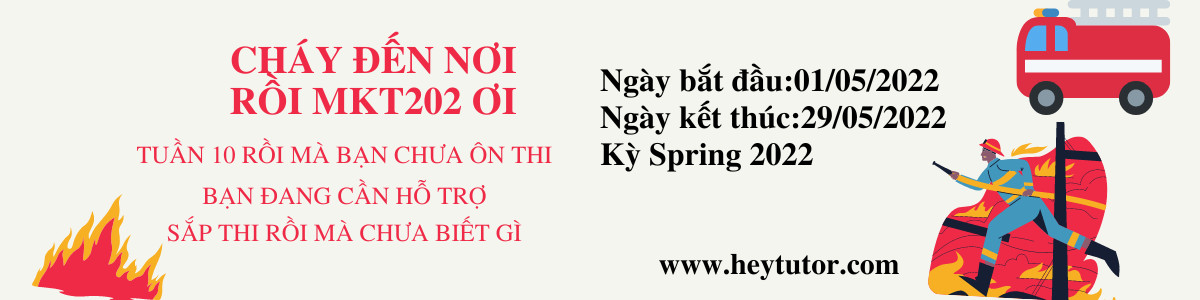 CHÁY ĐẾN NƠI
RỒI MKT202 ƠI
TUẦN 10 RỒI MÀ BẠN CHƯA ÔN THI
BẠN ĐANG CẦN HỖ TRỢ
SẮP THI RỒI MÀ CHƯA BIẾT GÌ
Ngày bắt đầu:01/05/2022
Ngày kết thúc:29/05/2022
Kỳ Spring 2022
www.heytutor.com